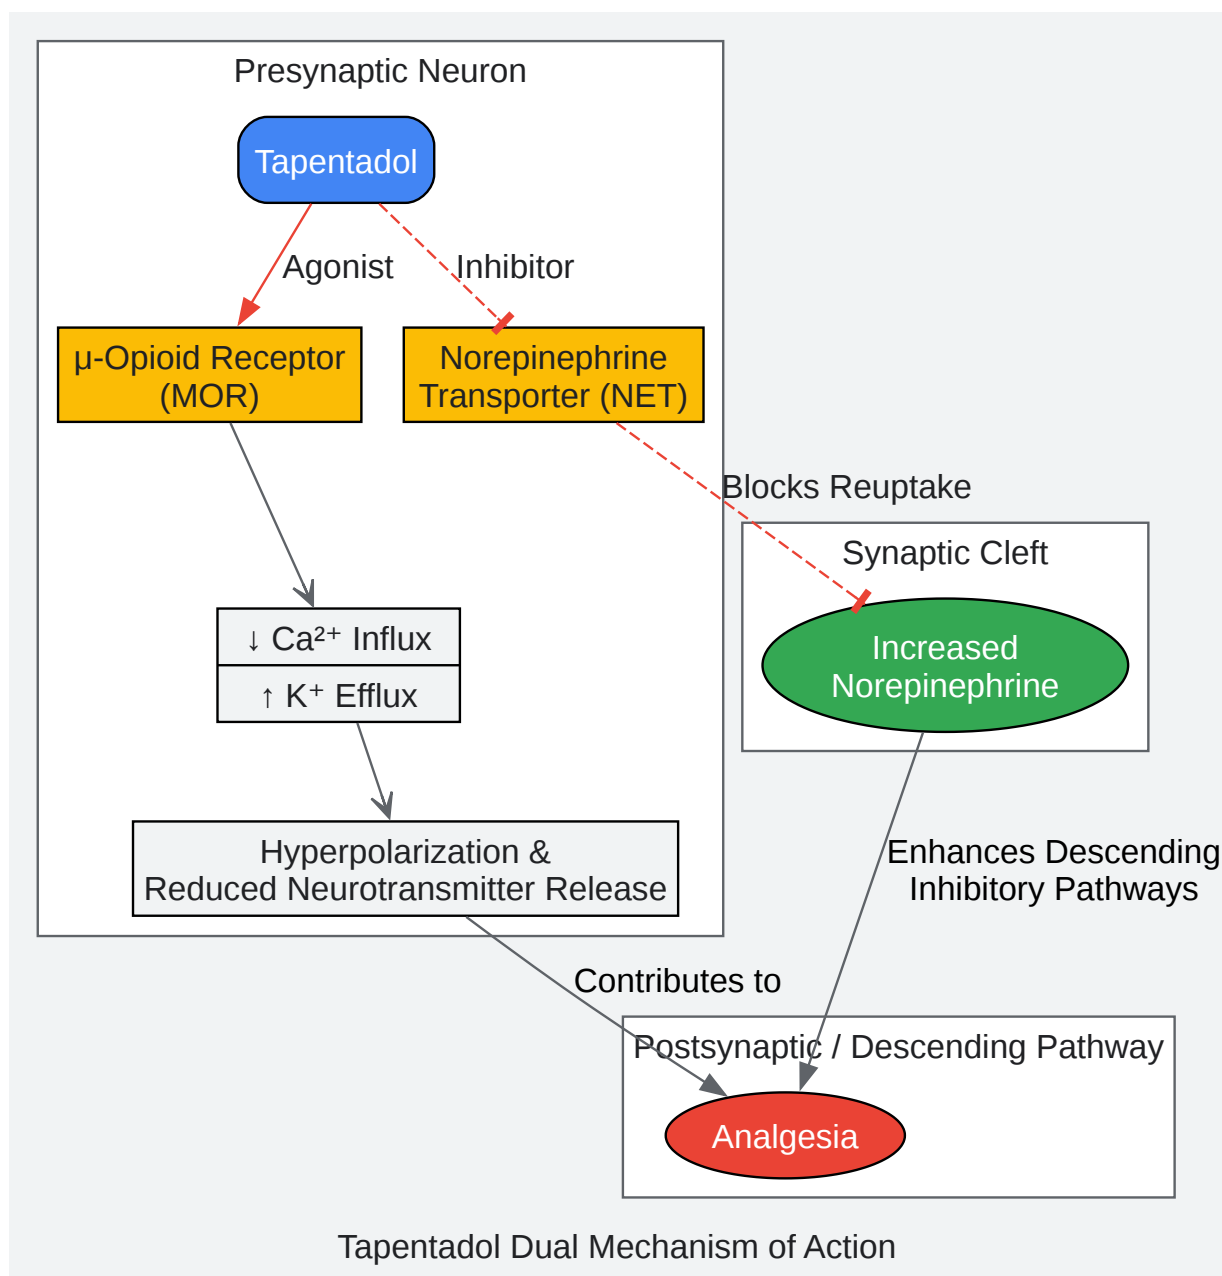 Presynaptic Neuron
Tapentadol
Agonist
Inhibitor
μ-Opioid Receptor
(MOR)
Norepinephrine
Transporter (NET)
Blocks Reuptake
Synaptic Cleft
↓ Ca²⁺ Influx
↑ K⁺ Efflux
Increased
Norepinephrine
Hyperpolarization &
Reduced Neurotransmitter Release
Enhances Descending
Inhibitory Pathways
Contributes to
Postsynaptic / Descending Pathway
Analgesia
Tapentadol Dual Mechanism of Action